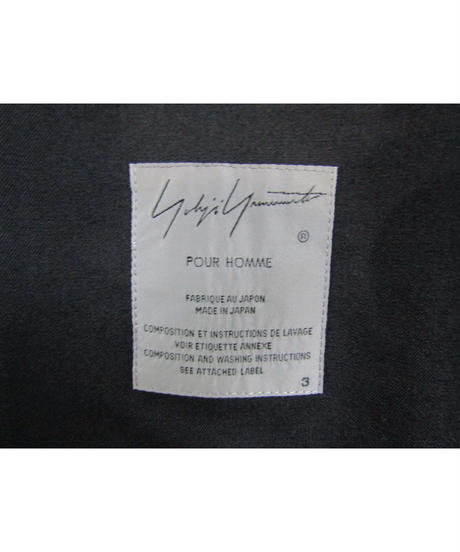 Yohji Yamamoto
®
POUR HOMME
FABRIQUE AU JAPON
MADE IN JAPAN
COMPOSITION ET INSTRUCTIONS DE LAVAGE
VOIR ETIQUETTE ANNEXE
COMPOSITION AND WASHING INSTRUCTIONS
SEE ATTACHED LABEL
3